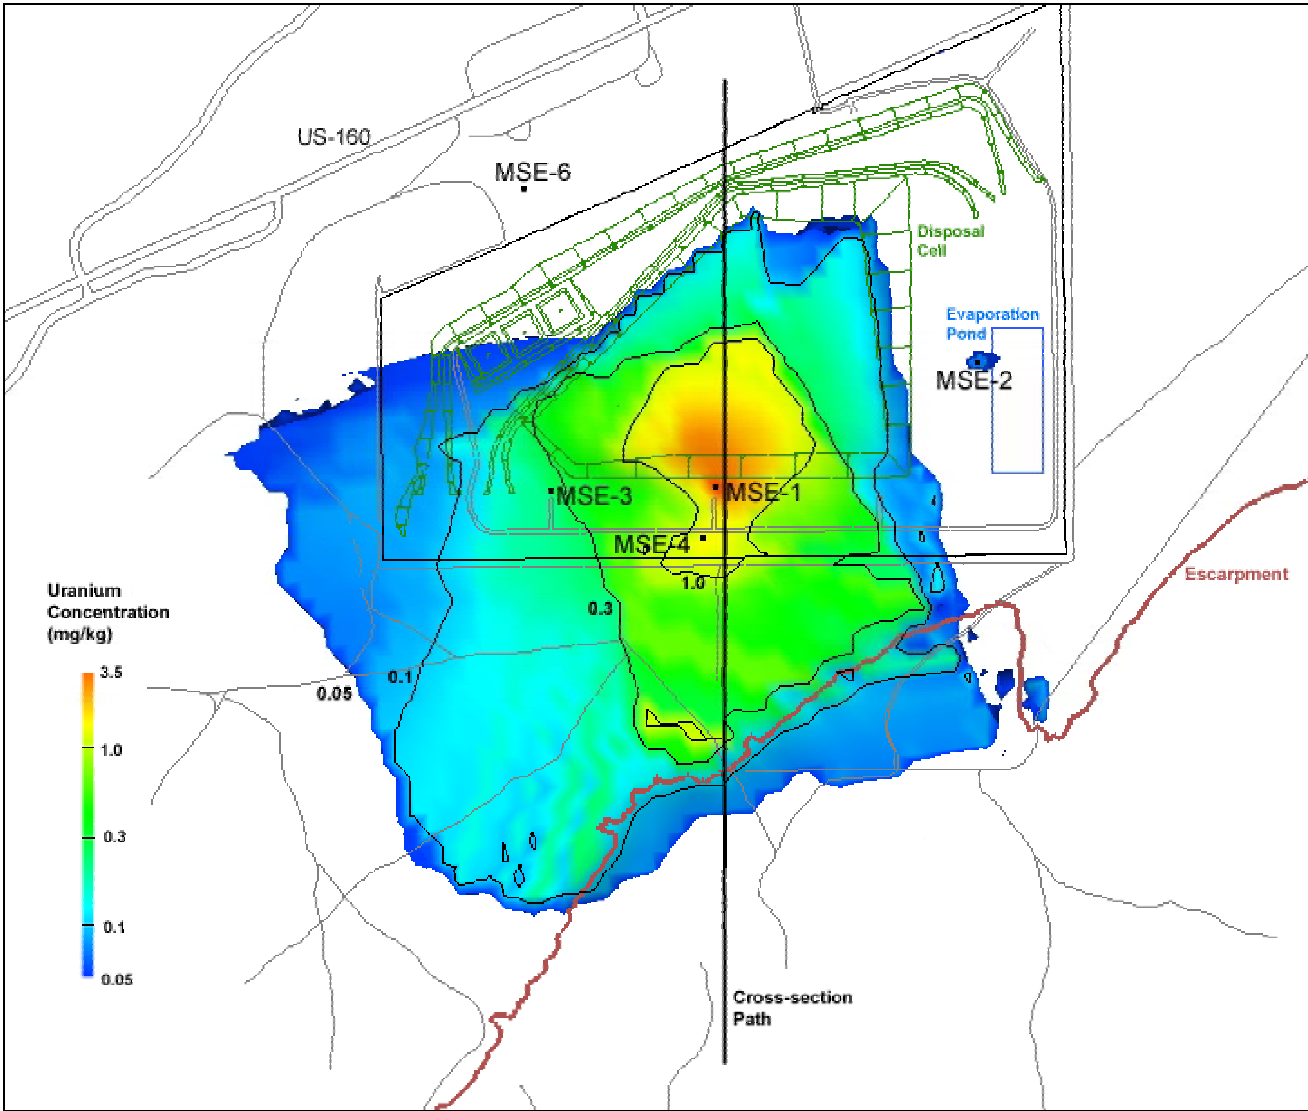 US-160
MSE-6
Disposal
Cell
Evaporation
Pond
MSE-2
MSE-3
MSE-1
MSE-4
1.0
0.3
Escarpment
Uranium
Concentration
(mg/kg)
3.5
1.0
0.3
0.1
0.05
0.1
0.05
Cross-section
Path